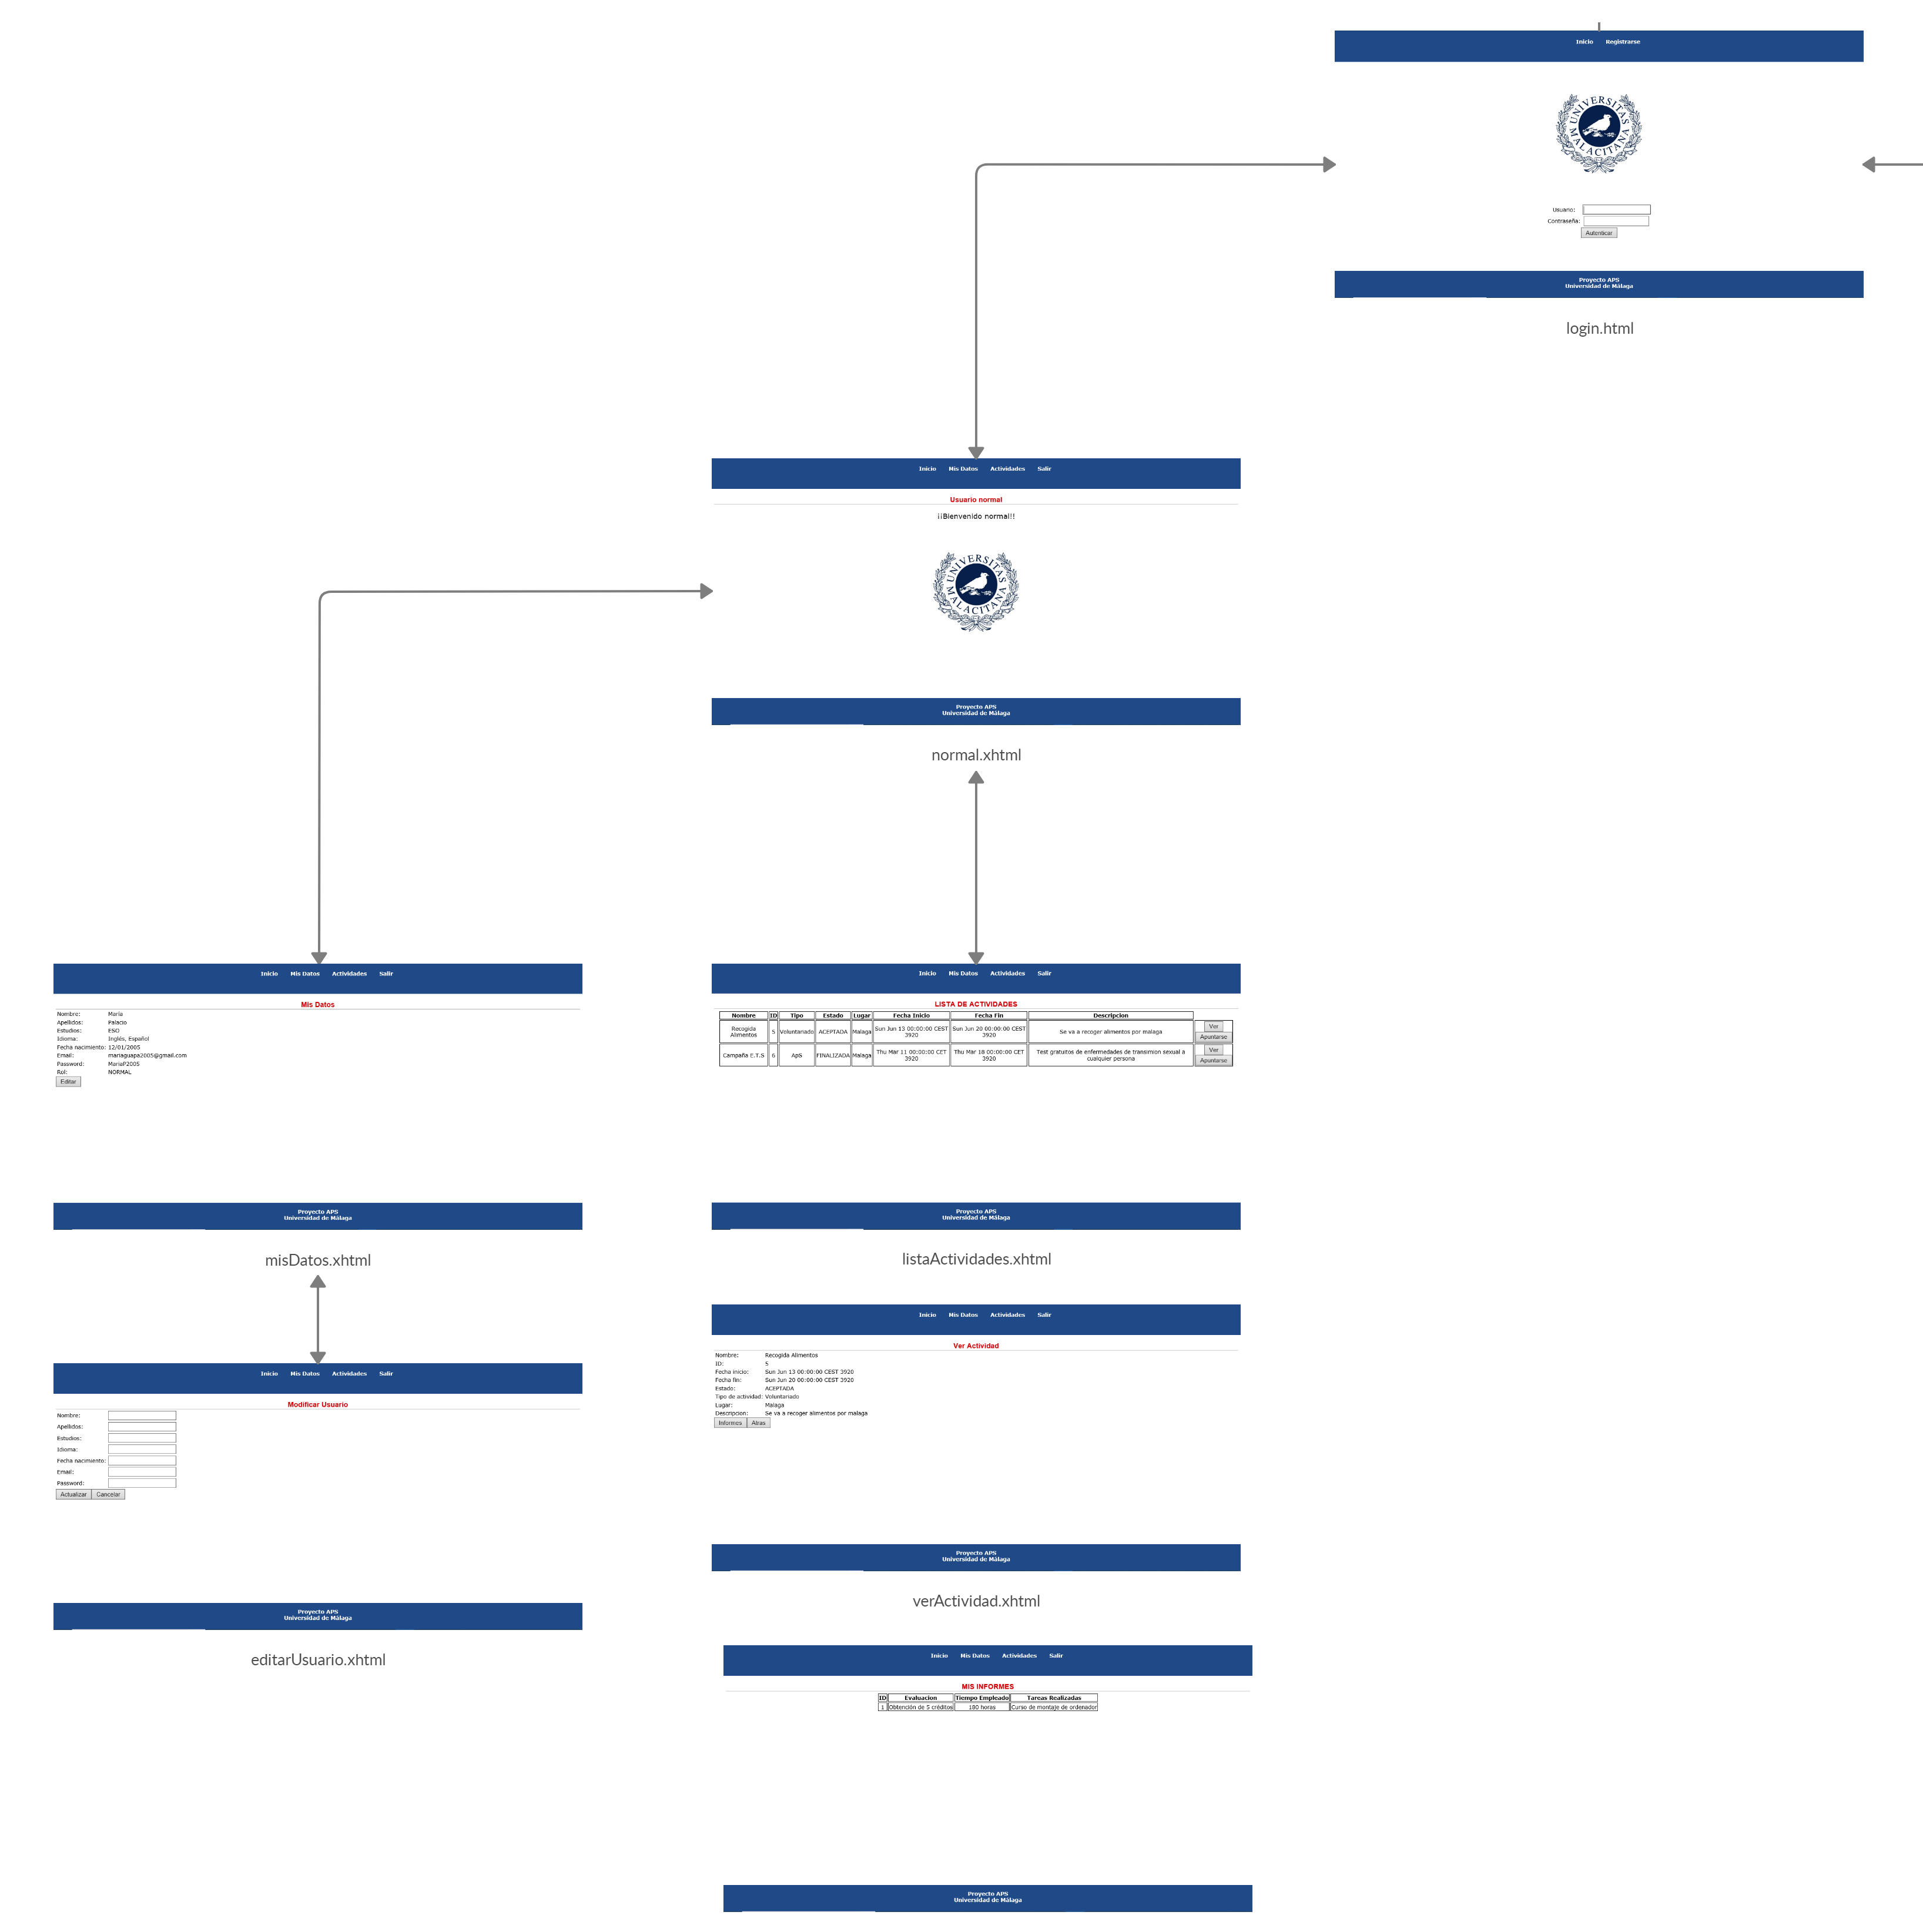 Inicio Registrarse
UNIVERSITAS MALACITANA
Usuario:
Contraseña:
Autenticar
Proyecto APS
Universidad de Málaga
login.html
Inicio Mis Datos Actividades Salir
Usuario normal
¡¡Bienvenido normal!!
UNIVERSITAS MALACITANA
Proyecto APS
Universidad de Málaga
normal.xhtml
Inicio Mis Datos Actividades Salir
Mis Datos
Nombre: María
Apellidos: Palacio
Estudios: ESO
Idioma: Inglés, Español
Fecha nacimiento: 12/01/2005
Email: mariaguapa2005@gmail.com
Password: MariaP2005
Rol: NORMAL
Editar
Proyecto APS
Universidad de Málaga
misDatos.xhtml
Inicio Mis Datos Actividades Salir
LISTA DE ACTIVIDADES
Nombre ID Tipo Estado Lugar Fecha Inicio Fecha Fin Descripcion
Recogida Alimentos 5 Voluntariado ACEPTADA Malaga Sun Jun 13 00:00:00 CEST 3920 Sun Jun 20 00:00:00 CEST 3920 Se va a recoger alimentos por malaga Ver Apuntarse
Campaña E.T.S 6 ApS FINALIZADA Malaga Thu Mar 11 00:00:00 CET 3920 Thu Mar 18 00:00:00 CET 3920 Test gratuitos de enfermedades de transimion sexual a cualquier persona Ver Apuntarse
Proyecto APS
Universidad de Málaga
listaActividades.xhtml
Inicio Mis Datos Actividades Salir
Modificar Usuario
Nombre:
Apellidos:
Estudios:
Idioma:
Fecha nacimiento:
Email:
Password:
Actualizar Cancelar
Proyecto APS
Universidad de Málaga
editarUsuario.xhtml
Inicio Mis Datos Actividades Salir
Ver Actividad
Nombre: Recogida Alimentos
ID: 5
Fecha inicio: Sun Jun 13 00:00:00 CEST 3920
Fecha fin: Sun Jun 20 00:00:00 CEST 3920
Estado: ACEPTADA
Tipo de actividad: Voluntariado
Lugar: Malaga
Descripcion: Se va a recoger alimentos por malaga
Informes Atras
Proyecto APS
Universidad de Málaga
verActividad.xhtml
Inicio Mis Datos Actividades Salir
MIS INFORMES
ID Evaluacion Tiempo Empleado Tareas Realizadas
1 Obtención de 5 créditos 180 horas Curso de montaje de ordenador
Proyecto APS
Universidad de Málaga